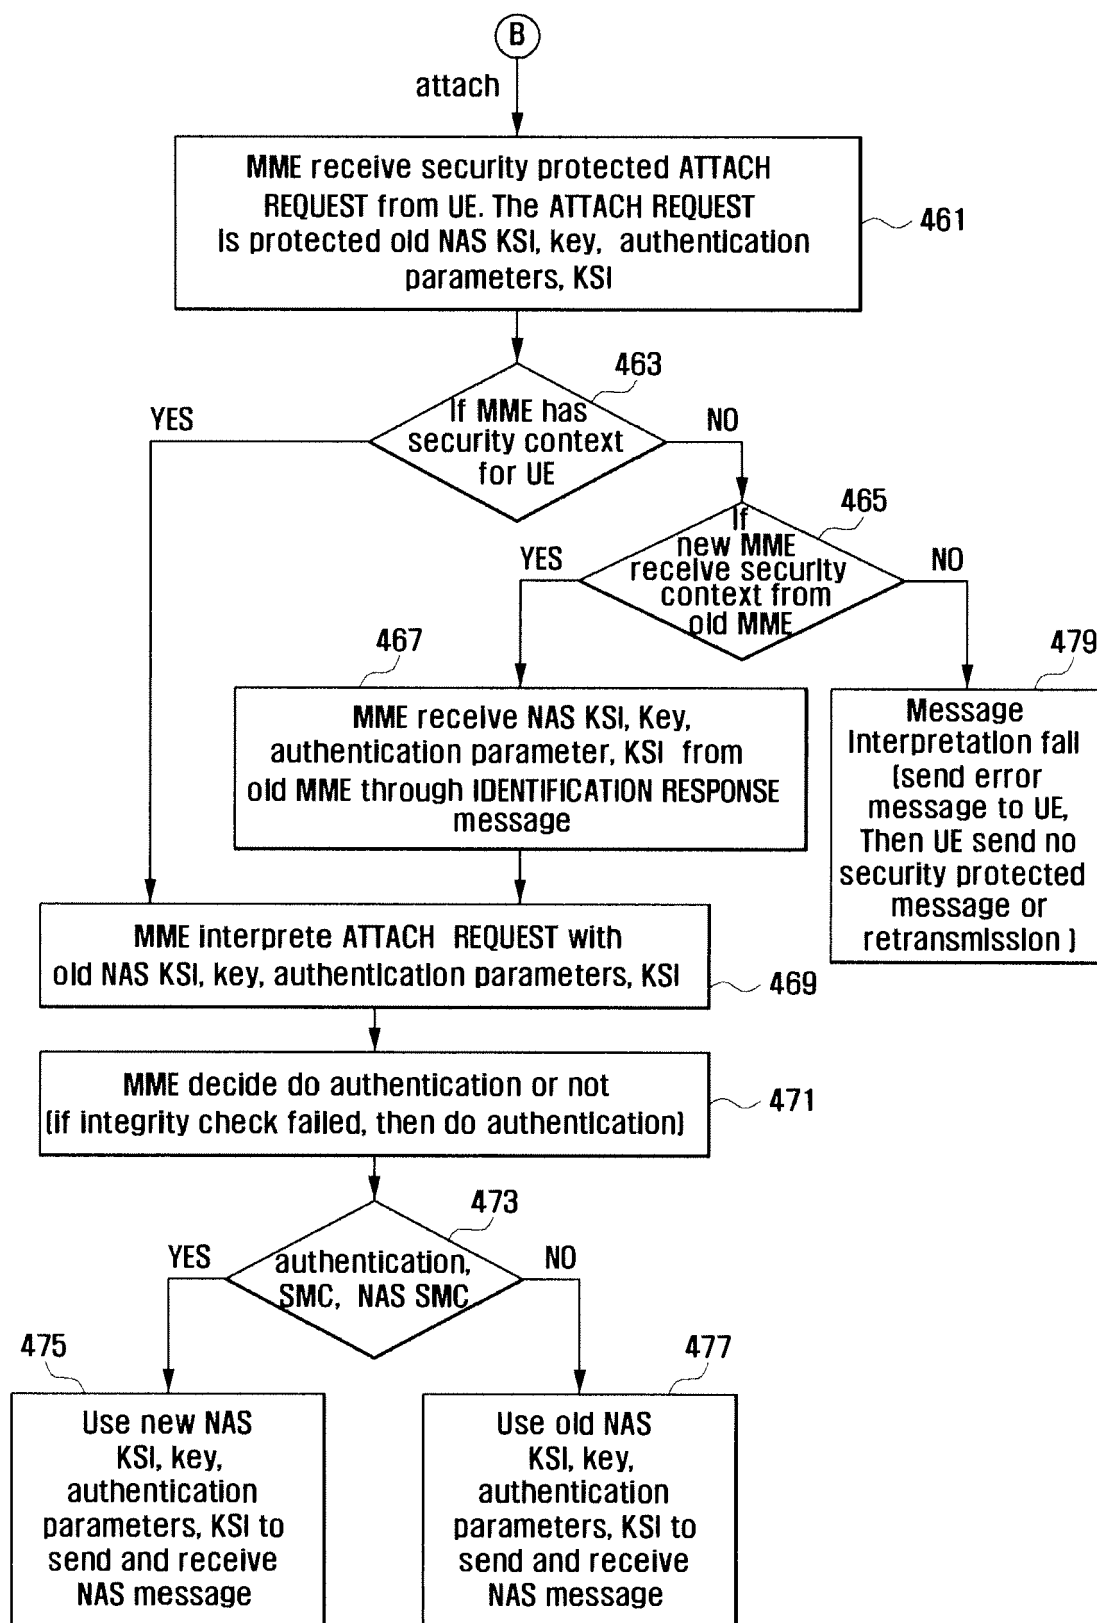 B
attach
MME receive security protected ATTACH
REQUEST from UE. The ATTACH REQUEST
is protected old NAS KSI, key, authentication
parameters, KSI
461
463
If MME has
security context
for UE
YES
NO
465
If
new MME
receive security
context from
old MME
YES
NO
467
MME receive NAS KSI, Key,
authentication parameter, KSI from
old MME through IDENTIFICATION RESPONSE
message
479
Message
interpretation fail
(send error
message to UE,
Then UE send no
security protected
message or
retransmission )
MME interprete ATTACH REQUEST with
old NAS KSI, key, authentication parameters, KSI
469
MME decide do authentication or not
(if integrity check failed, then do authentication)
471
473
authentication,
SMC, NAS SMC
YES
NO
475
Use new NAS
KSI, key,
authentication
parameters, KSI to
send and receive
NAS message
477
Use old NAS
KSI, key,
authentication
parameters, KSI to
send and receive
NAS message